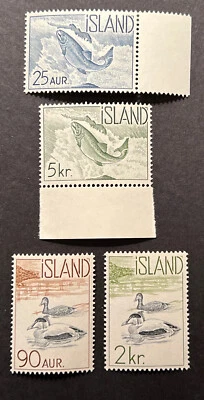 ÍSLAND
25 AUR.
ÍSLAND
5 kr.
ÍSLAND
90 AUR.
ÍSLAND
2 kr.